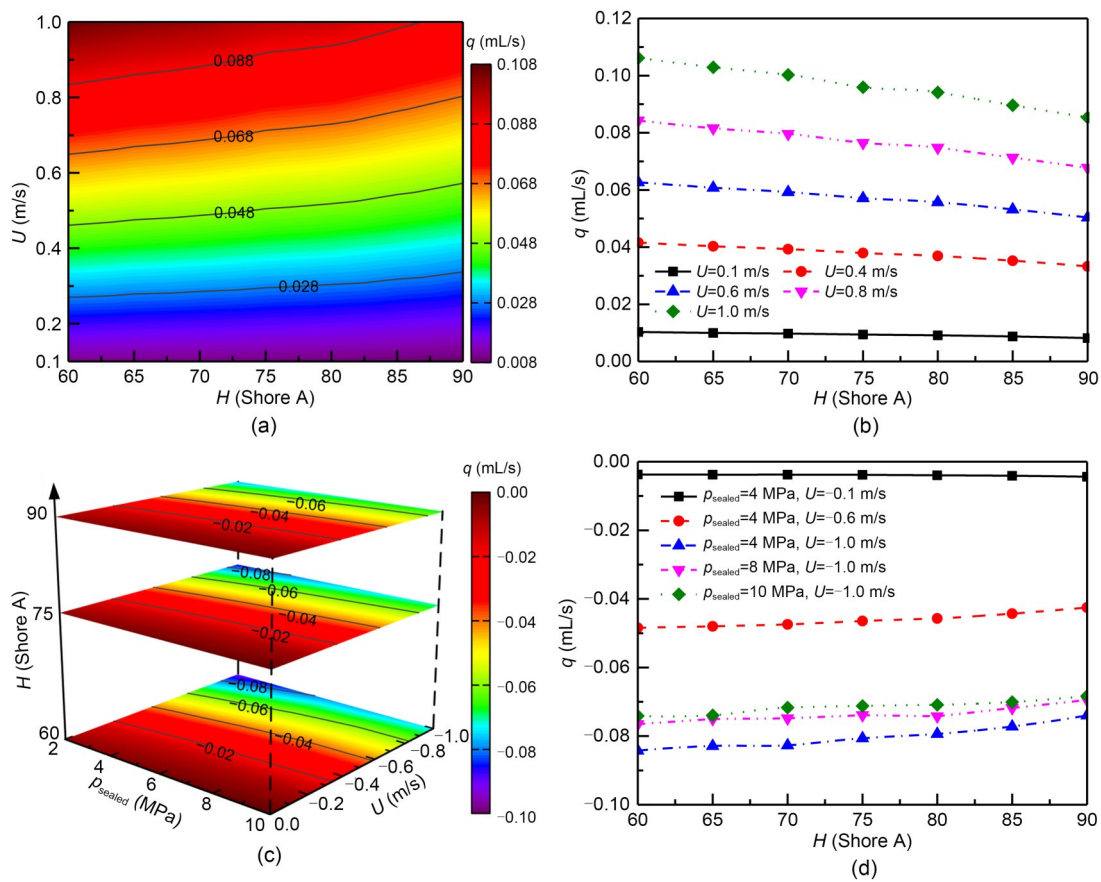 1.0
0.8
0.6
0.4
0.2
0.1
U (m/s)
60 65 70 75 80 85 90
H (Shore A)
0.088
0.068
0.048
0.028
q (mL/s)
0.108
0.088
0.068
0.048
0.028
0.008
(a)
0.12
0.10
0.08
0.06
0.04
0.02
0.00
q (mL/s)
U=0.1 m/s U=0.4 m/s
U=0.6 m/s U=0.8 m/s
U=1.0 m/s
60 65 70 75 80 85 90
H (Shore A)
(b)
90
75
60
H (Shore A)
−0.06
−0.04
−0.02
−0.08
−0.06
−0.04
−0.02
−0.08
−0.06
−0.04
−0.02
2
4
6
8
10
psealed (MPa)
0.0
−0.2
−0.4
−0.6
−0.8
−1.0
U (m/s)
q (mL/s)
0.00
−0.02
−0.04
−0.06
−0.08
−0.10
(c)
0.00
−0.02
−0.04
−0.06
−0.08
−0.10
q (mL/s)
psealed=4 MPa, U=−0.1 m/s
psealed=4 MPa, U=−0.6 m/s
psealed=4 MPa, U=−1.0 m/s
psealed=8 MPa, U=−1.0 m/s
psealed=10 MPa, U=−1.0 m/s
60 65 70 75 80 85 90
H (Shore A)
(d)